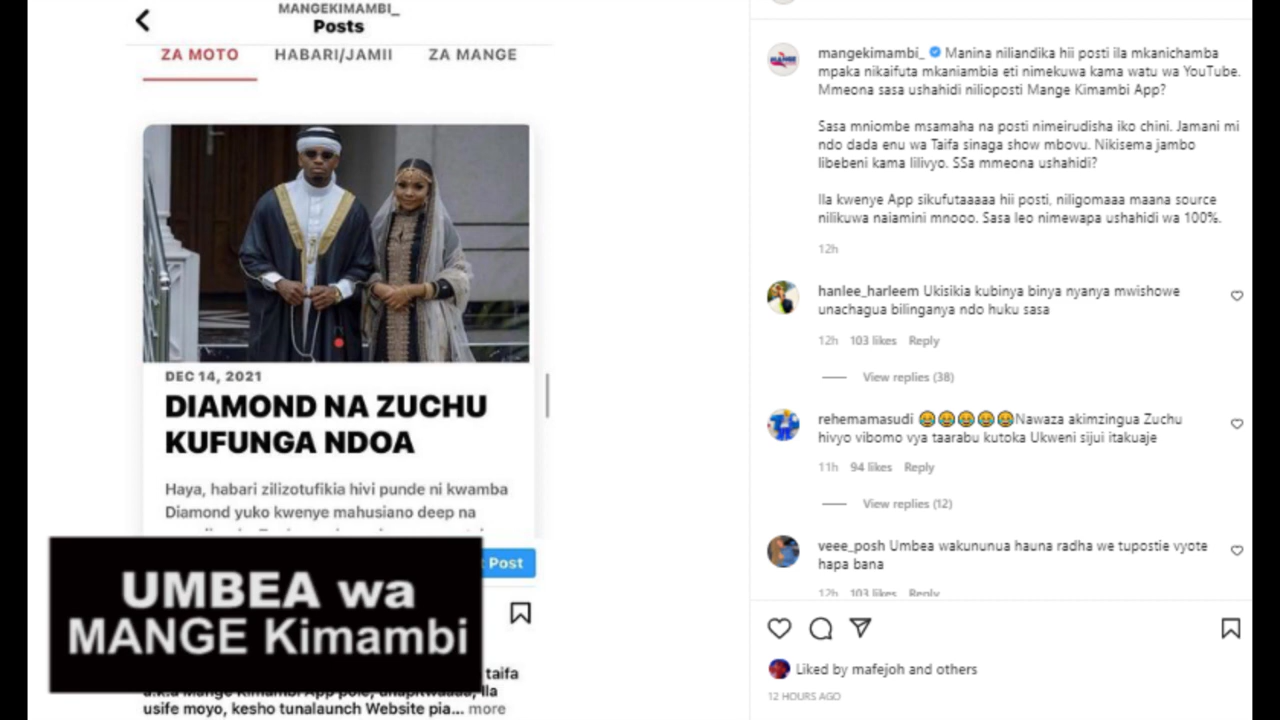 MANGEKIMAMBI_
Posts
ZA MOTO HABARI/JAMII ZA MANGE
DEC 14, 2021
DIAMOND NA ZUCHU
KUFUNGA NDOA
Haya, habari zilizotufikia hivi punde ni kwamba
Diamond yuko kwenye mahusiano deep na
Post
UMBEA wa
MANGE Kimambi
taifa
usife moyo, kesho tunalaunch Website pia... more
mangekimambi_ Manina niliandika hii posti ila mkanichamba
mpaka nikaifuta mkaniambia eti nimekuwa kama watu wa YouTube.
Mmeona sasa ushahidi nilioposti Mange Kimambi App?
Sasa mniombe msamaha na posti nimeirudisha iko chini. Jamani mi
ndo dada enu wa Taifa sinaga show mbovu. Nikisema jambo
libebeni kama lilivyo. SSa mmeona ushahidi?
Ila kwenye App sikufutaaaaa hii posti, niligomaaa maana source
nilikuwa naiamini mnooo. Sasa leo nimewapa ushahidi wa 100%.
12h
hanlee_harleem Ukisikia kubinya binya nyanya mwishowe
unachagua bilinganya ndo huku sasa
12h 103 likes Reply
View replies (38)
rehemamasudi 😂😂😂😂😂Nawaza akimzingua Zuchu
hivyo vibomo vya taarabu kutoka Ukweni sijui itakuaje
11h 94 likes Reply
View replies (12)
veee_posh Umbea wakununua hauna radha we tupostie vyote
hapa bana
12h 103 likes Reply
Liked by mafejoh and others
12 HOURS AGO